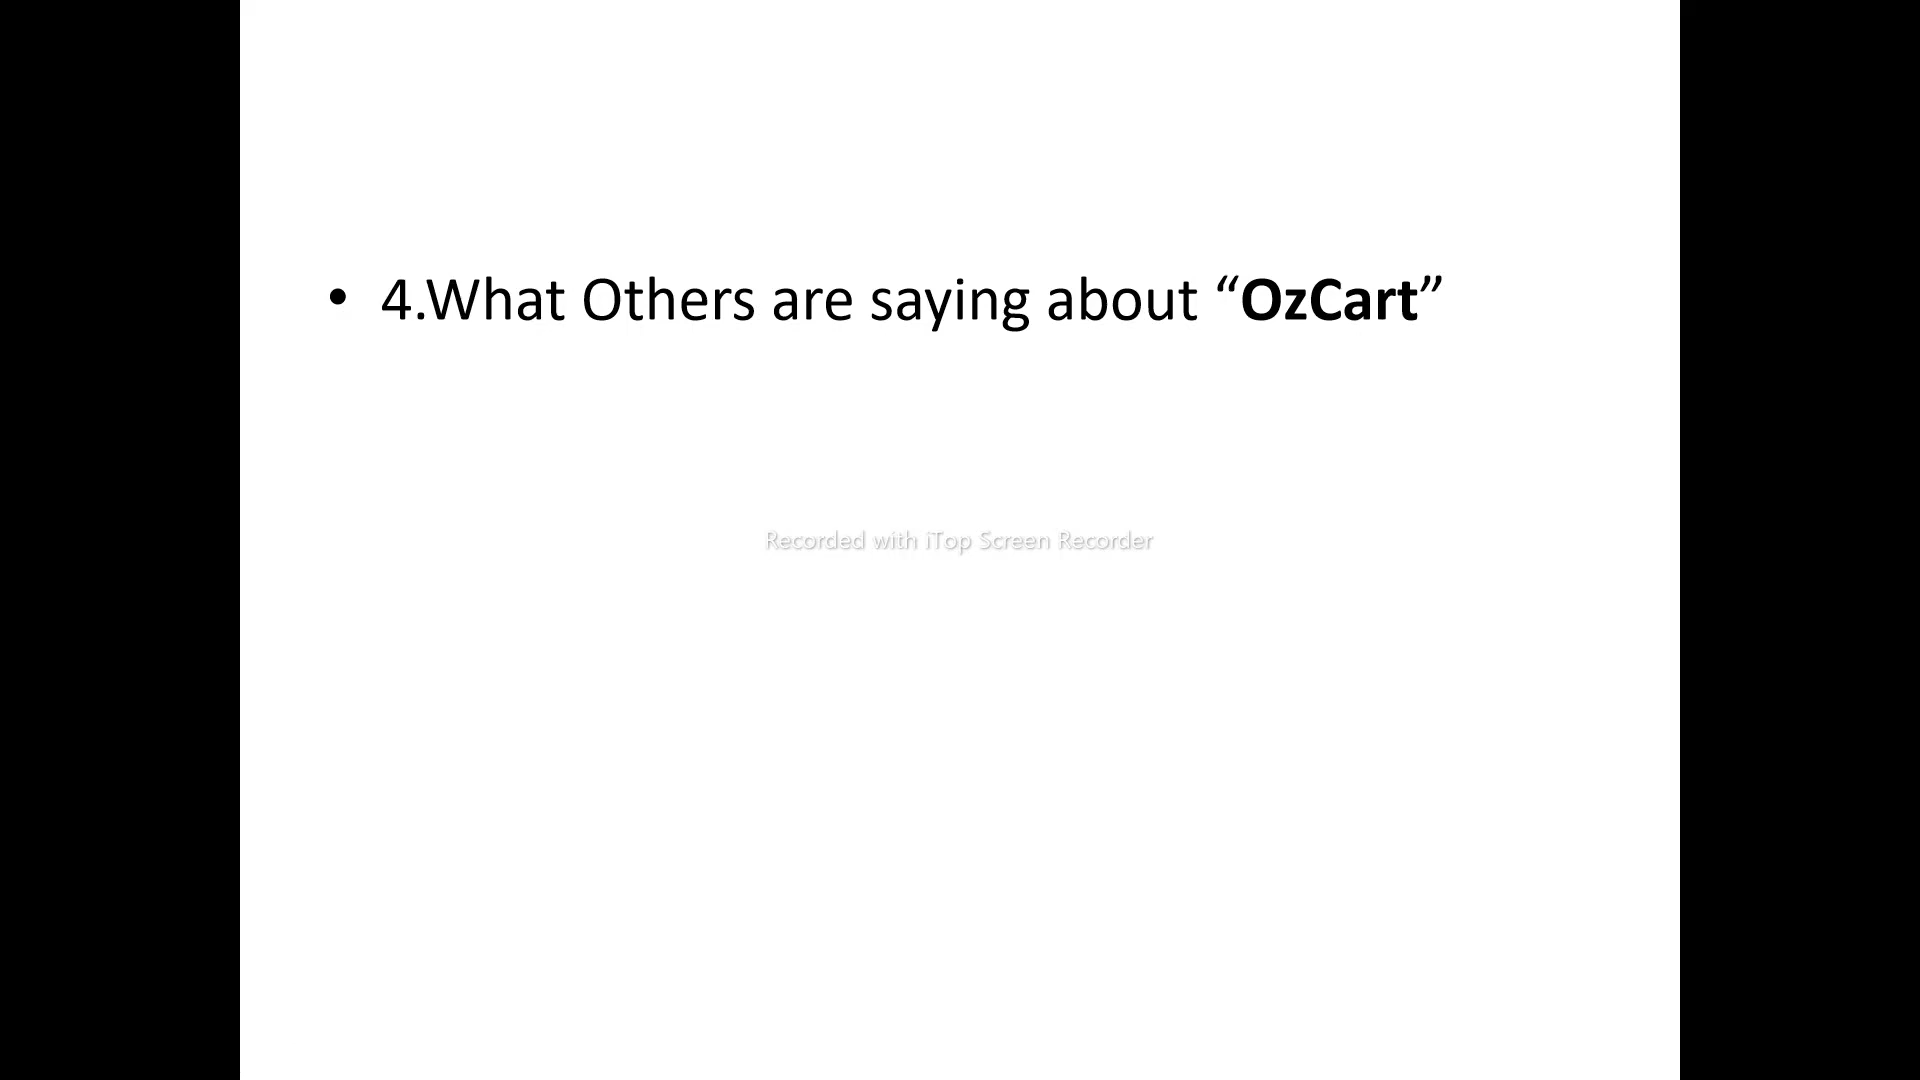 • 4.What Others are saying about “OzCart”
Recorded with iTop Screen Recorder